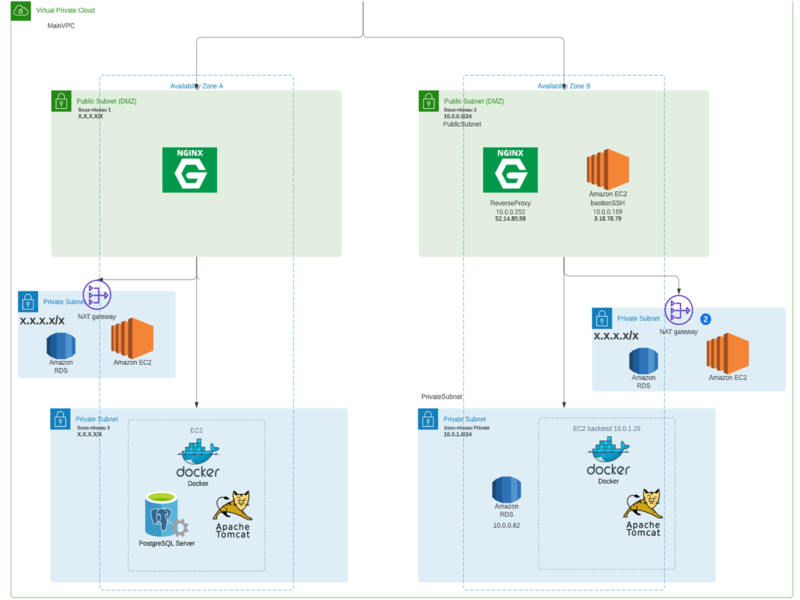 Virtual Private Cloud
MainVPC
Availability Zone A
Public Subnet (DMZ)
Sous-réseau 1
X.X.X.X/X
NGINX
G
Availability Zone B
Public Subnet (DMZ)
Sous-réseau 2
10.0.0.0/24
PublicSubnet
NGINX
G
ReverseProxy
10.0.0.252
52.14.80.58
Amazon EC2
bastionSSH
10.0.0.159
3.18.78.79
Private Subnet
X.X.X.X/X
NAT gateway
Amazon
RDS
Amazon EC2
Private Subnet
X.X.X.X/X
NAT gateway
2
Amazon
RDS
Amazon EC2
Private Subnet
Sous-réseau 3
X.X.X.X/X
EC2
docker
Docker
PostgreSQL Server
Apache
Tomcat
PrivateSubnet
Private Subnet
Sous-réseau Private
10.0.1.0/24
Amazon
RDS
10.0.0.62
EC2 backend 10.0.1.25
docker
Docker
Apache
Tomcat